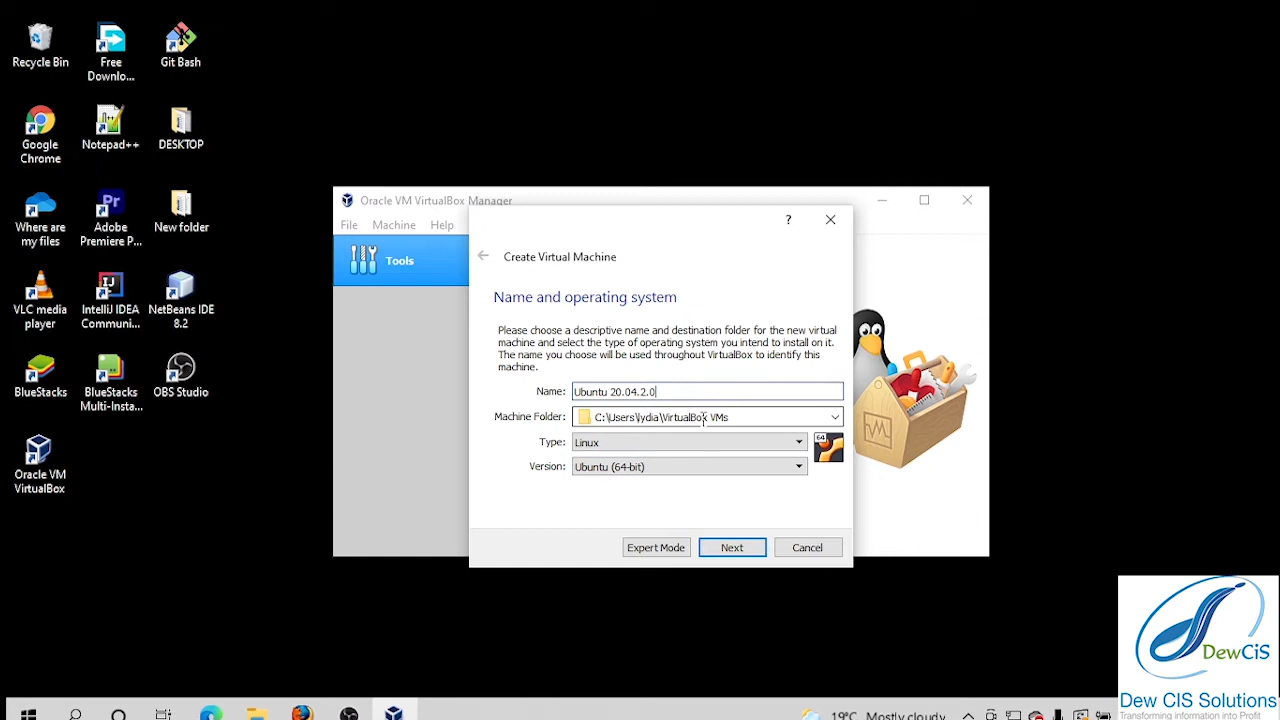 Recycle Bin
Free
Downlo...
Git Bash
Google
Chrome
Notepad++
DESKTOP
Where are
my files
Adobe
Premiere P...
New folder
VLC media
player
IntelliJ IDEA
Communi...
NetBeans IDE
8.2
BlueStacks
BlueStacks
Multi-Insta...
OBS Studio
Oracle VM
VirtualBox
Oracle VM VirtualBox Manager
File Machine Help
Tools
Create Virtual Machine
Name and operating system
Please choose a descriptive name and destination folder for the new virtual
machine and select the type of operating system you intend to install on it.
The name you choose will be used throughout VirtualBox to identify this
machine.
Name: Ubuntu 20.04.2.0
Machine Folder: C:\Users\lydia\VirtualBox VMs
Type: Linux
64
Version: Ubuntu (64-bit)
Expert Mode Next Cancel
DewCiS
Dew CIS Solutions
Transforming information into Profit
19°C Mostly cloudy